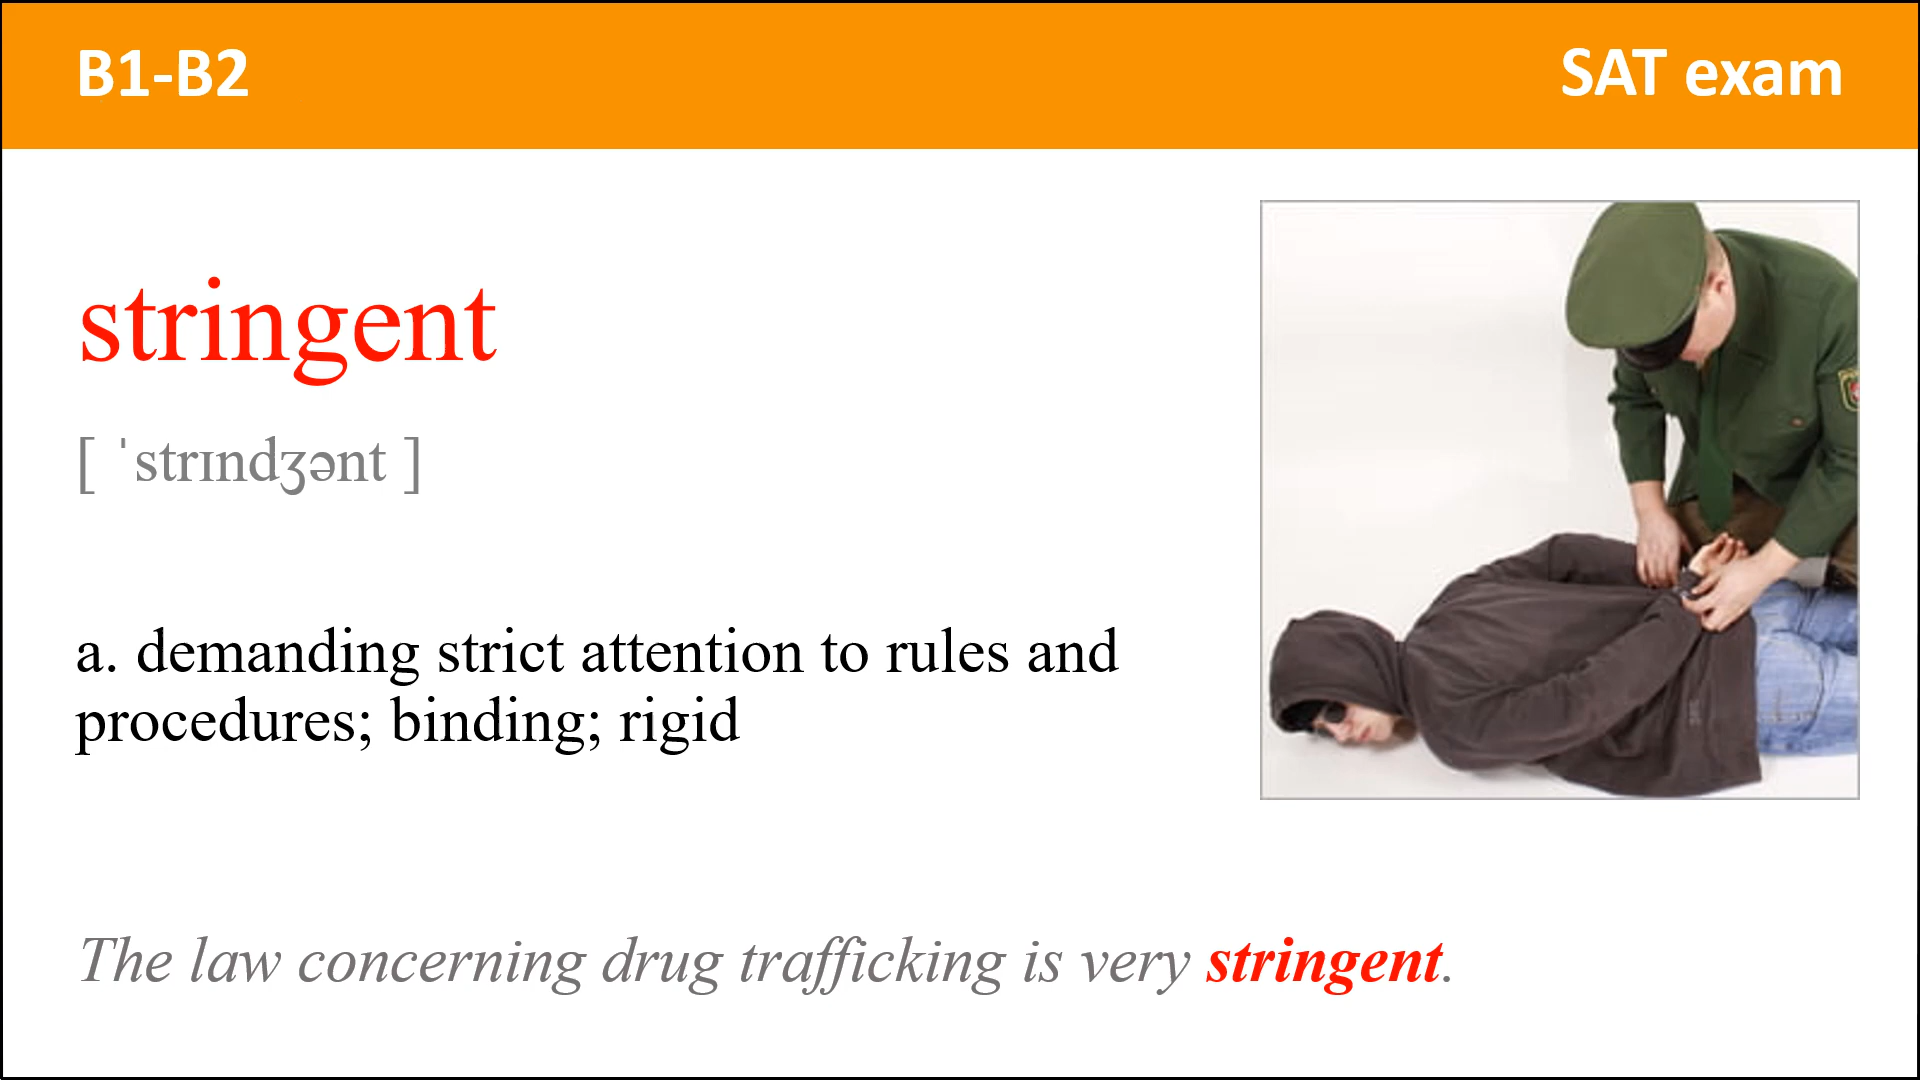 B1-B2
SAT exam
stringent
[ ˈstrɪndʒənt ]
a. demanding strict attention to rules and
procedures; binding; rigid
The law concerning drug trafficking is very stringent.